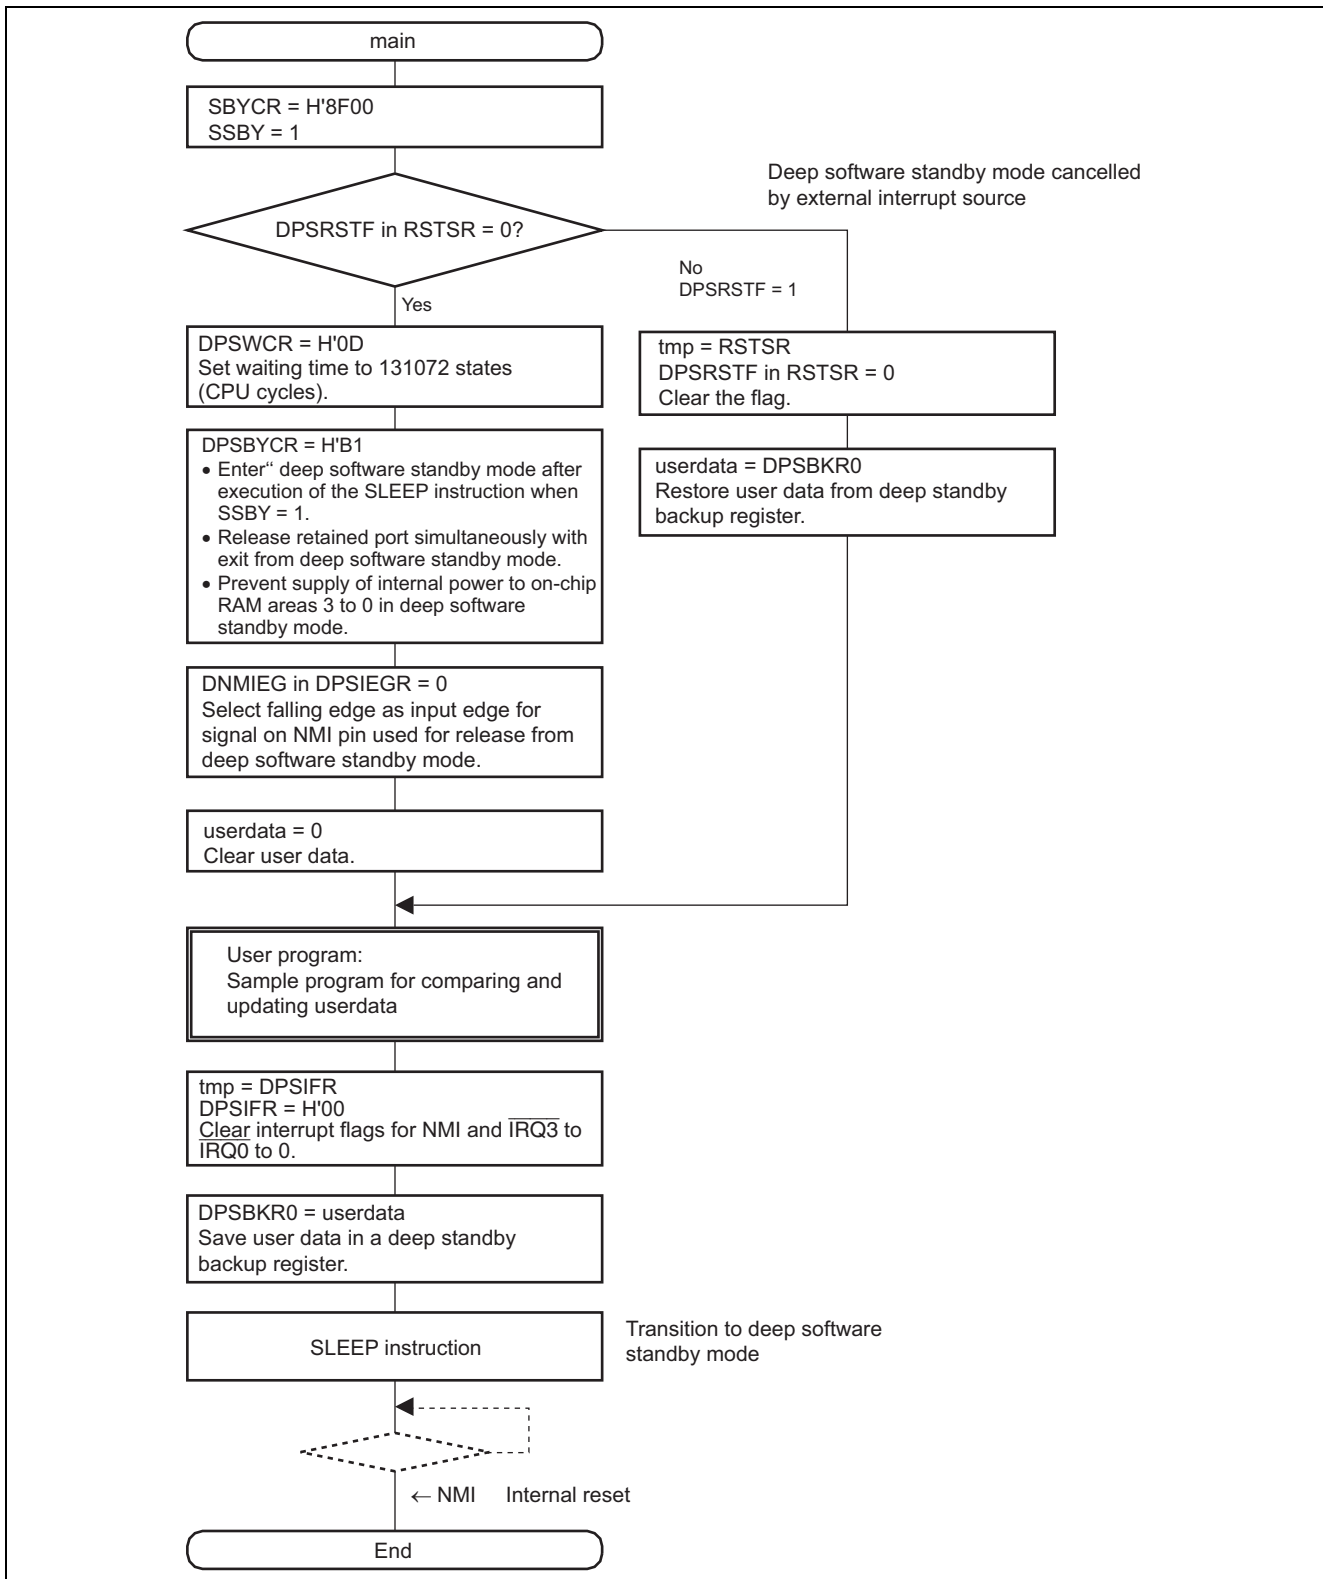 main
SBYCR = H'8F00
SSBY = 1
DPSRSTF in RSTSR = 0?
Deep software standby mode cancelled
by external interrupt source
No
DPSRSTF = 1
Yes
DPSWCR = H'0D
Set waiting time to 131072 states
(CPU cycles).
tmp = RSTSR
DPSRSTF in RSTSR = 0
Clear the flag.
DPSBYCR = H'B1
• Enter“ deep software standby mode after
execution of the SLEEP instruction when
SSBY = 1.
• Release retained port simultaneously with
exit from deep software standby mode.
• Prevent supply of internal power to on-chip
RAM areas 3 to 0 in deep software
standby mode.
userdata = DPSBKR0
Restore user data from deep standby
backup register.
DNMIEG in DPSIEGR = 0
Select falling edge as input edge for
signal on NMI pin used for release from
deep software standby mode.
userdata = 0
Clear user data.
User program:
Sample program for comparing and
updating userdata
tmp = DPSIFR
DPSIFR = H'00
Clear interrupt flags for NMI and I̅R̅Q̅3̅ to
I̅R̅Q̅0̅ to 0.
DPSBKR0 = userdata
Save user data in a deep standby
backup register.
SLEEP instruction
Transition to deep software
standby mode
← NMI Internal reset
End